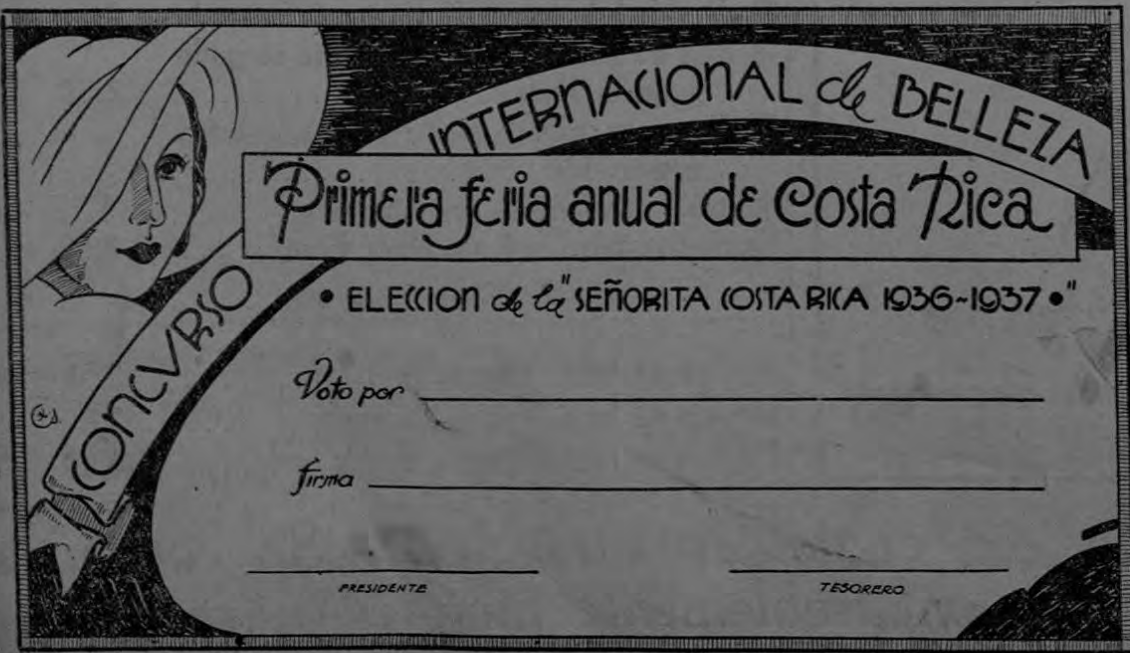 CONCVRSO INTERNACIONAL de BELLEZA
Primera feria anual de Costa Rica
• ELECCION de la "SEÑORITA COSTA RICA 1936-1937 •"
Voto por
firma
PRESIDENTE
TESORERO